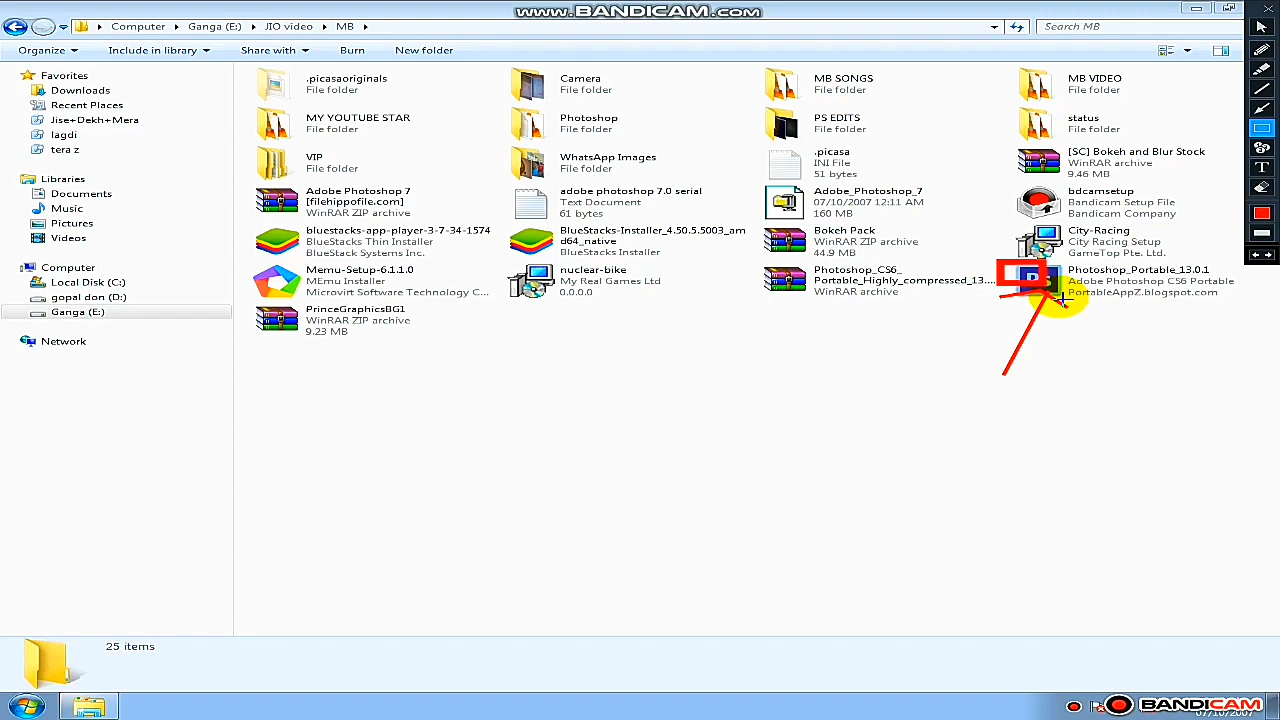 www.BANDICAM.com
Computer Ganga (E:) JIO video MB
Search MB
Organize Include in library Share with Burn New folder
Favorites
Downloads
Recent Places
Jise+Dekh+Mera
lagdi
tera z
Libraries
Documents
Music
Pictures
Videos
Computer
Local Disk (C:)
gopal don (D:)
Ganga (E:)
Network
.picasaoriginals
File folder
Camera
File folder
MB SONGS
File folder
MB VIDEO
File folder
MY YOUTUBE STAR
File folder
Photoshop
File folder
PS EDITS
File folder
status
File folder
VIP
File folder
WhatsApp Images
File folder
.picasa
INI File
51 bytes
[SC] Bokeh and Blur Stock
WinRAR archive
9.46 MB
Adobe Photoshop 7
[filehippofile.com]
WinRAR ZIP archive
adobe photoshop 7.0 serial
Text Document
61 bytes
Adobe_Photoshop_7
07/10/2007 12:11 AM
160 MB
bdcamsetup
Bandicam Setup File
Bandicam Company
bluestacks-app-player-3-7-34-1574
BlueStacks Thin Installer
BlueStack Systems Inc.
BlueStacks-Installer_4.50.5.5003_am
d64_native
BlueStacks Installer
Bokeh Pack
WinRAR ZIP archive
44.9 MB
City-Racing
City Racing Setup
GameTop Pte. Ltd.
Memu-Setup-6.1.1.0
MEmu Installer
Microvirt Software Technology C...
nuclear-bike
My Real Games Ltd
0.0.0.0
Photoshop_CS6_
Portable_Highly_compressed_13....
WinRAR archive
Photoshop_Portable_13.0.1
Adobe Photoshop CS6 Portable
PortableAppZ.blogspot.com
PrinceGraphicsBG1
WinRAR ZIP archive
9.23 MB
25 items
BANDICAM
07/10/2007